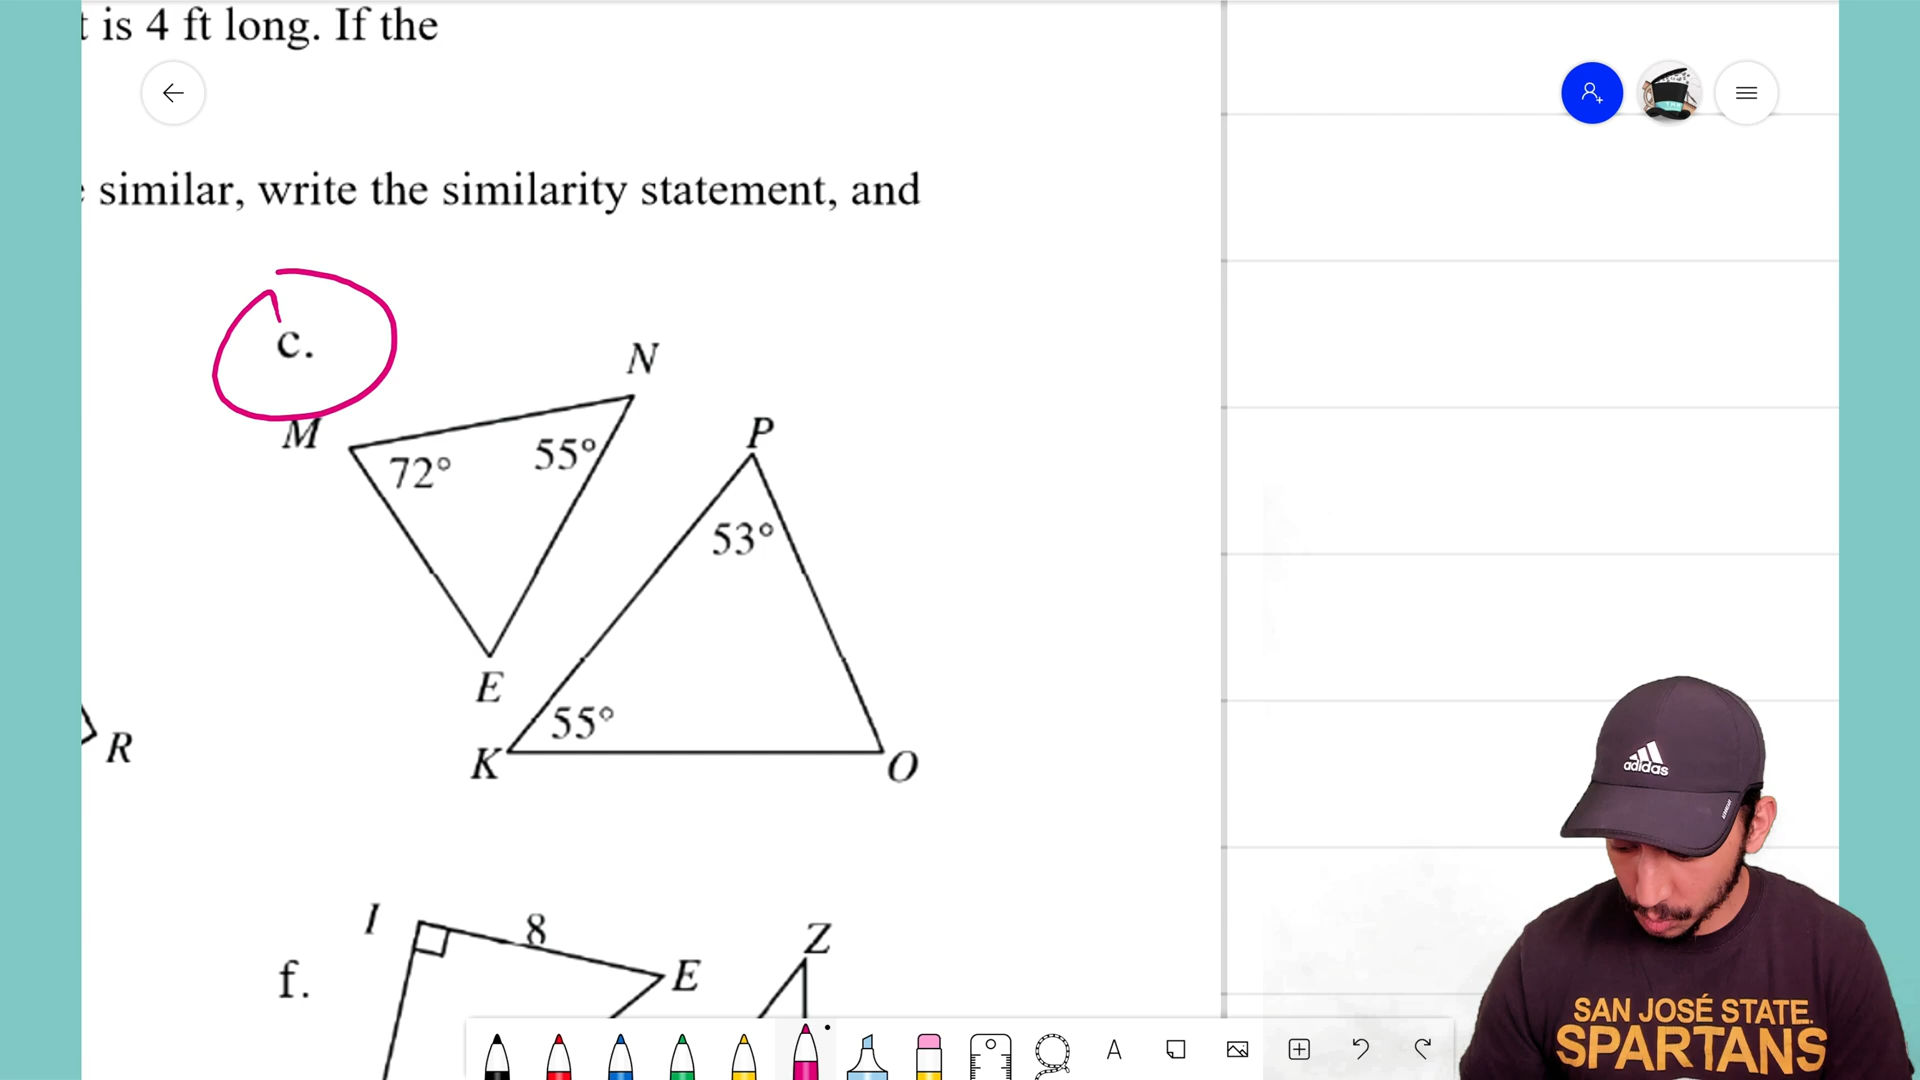 t is 4 ft long. If the
similar, write the similarity statement, and
c.
N
M
72°
55°
P
53°
E
55°
K
O
R
I
8
E
Z
f.
A
adidas
SAN JOSÉ STATE.
SPARTANS